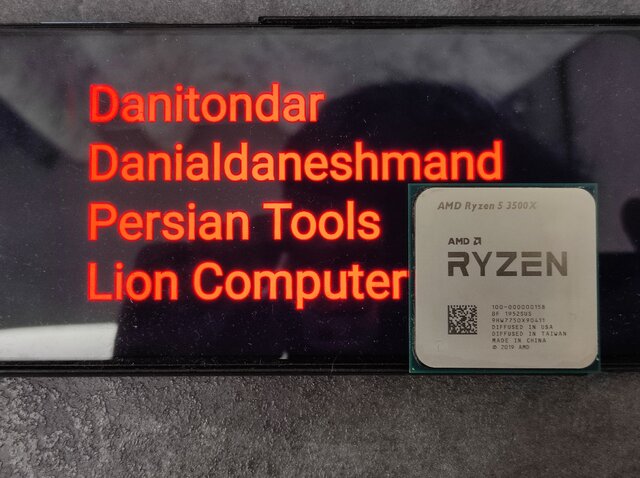 Danitondar
Danialdaneshmand
Persian Tools
Lion Computer
AMD Ryzen 5 3500X
AMD
RYZEN
100-000000158
BF 1952SUS
9HW7750X90411
DIFFUSED IN USA
DIFFUSED IN TAIWAN
MADE IN CHINA
© 2019 AMD